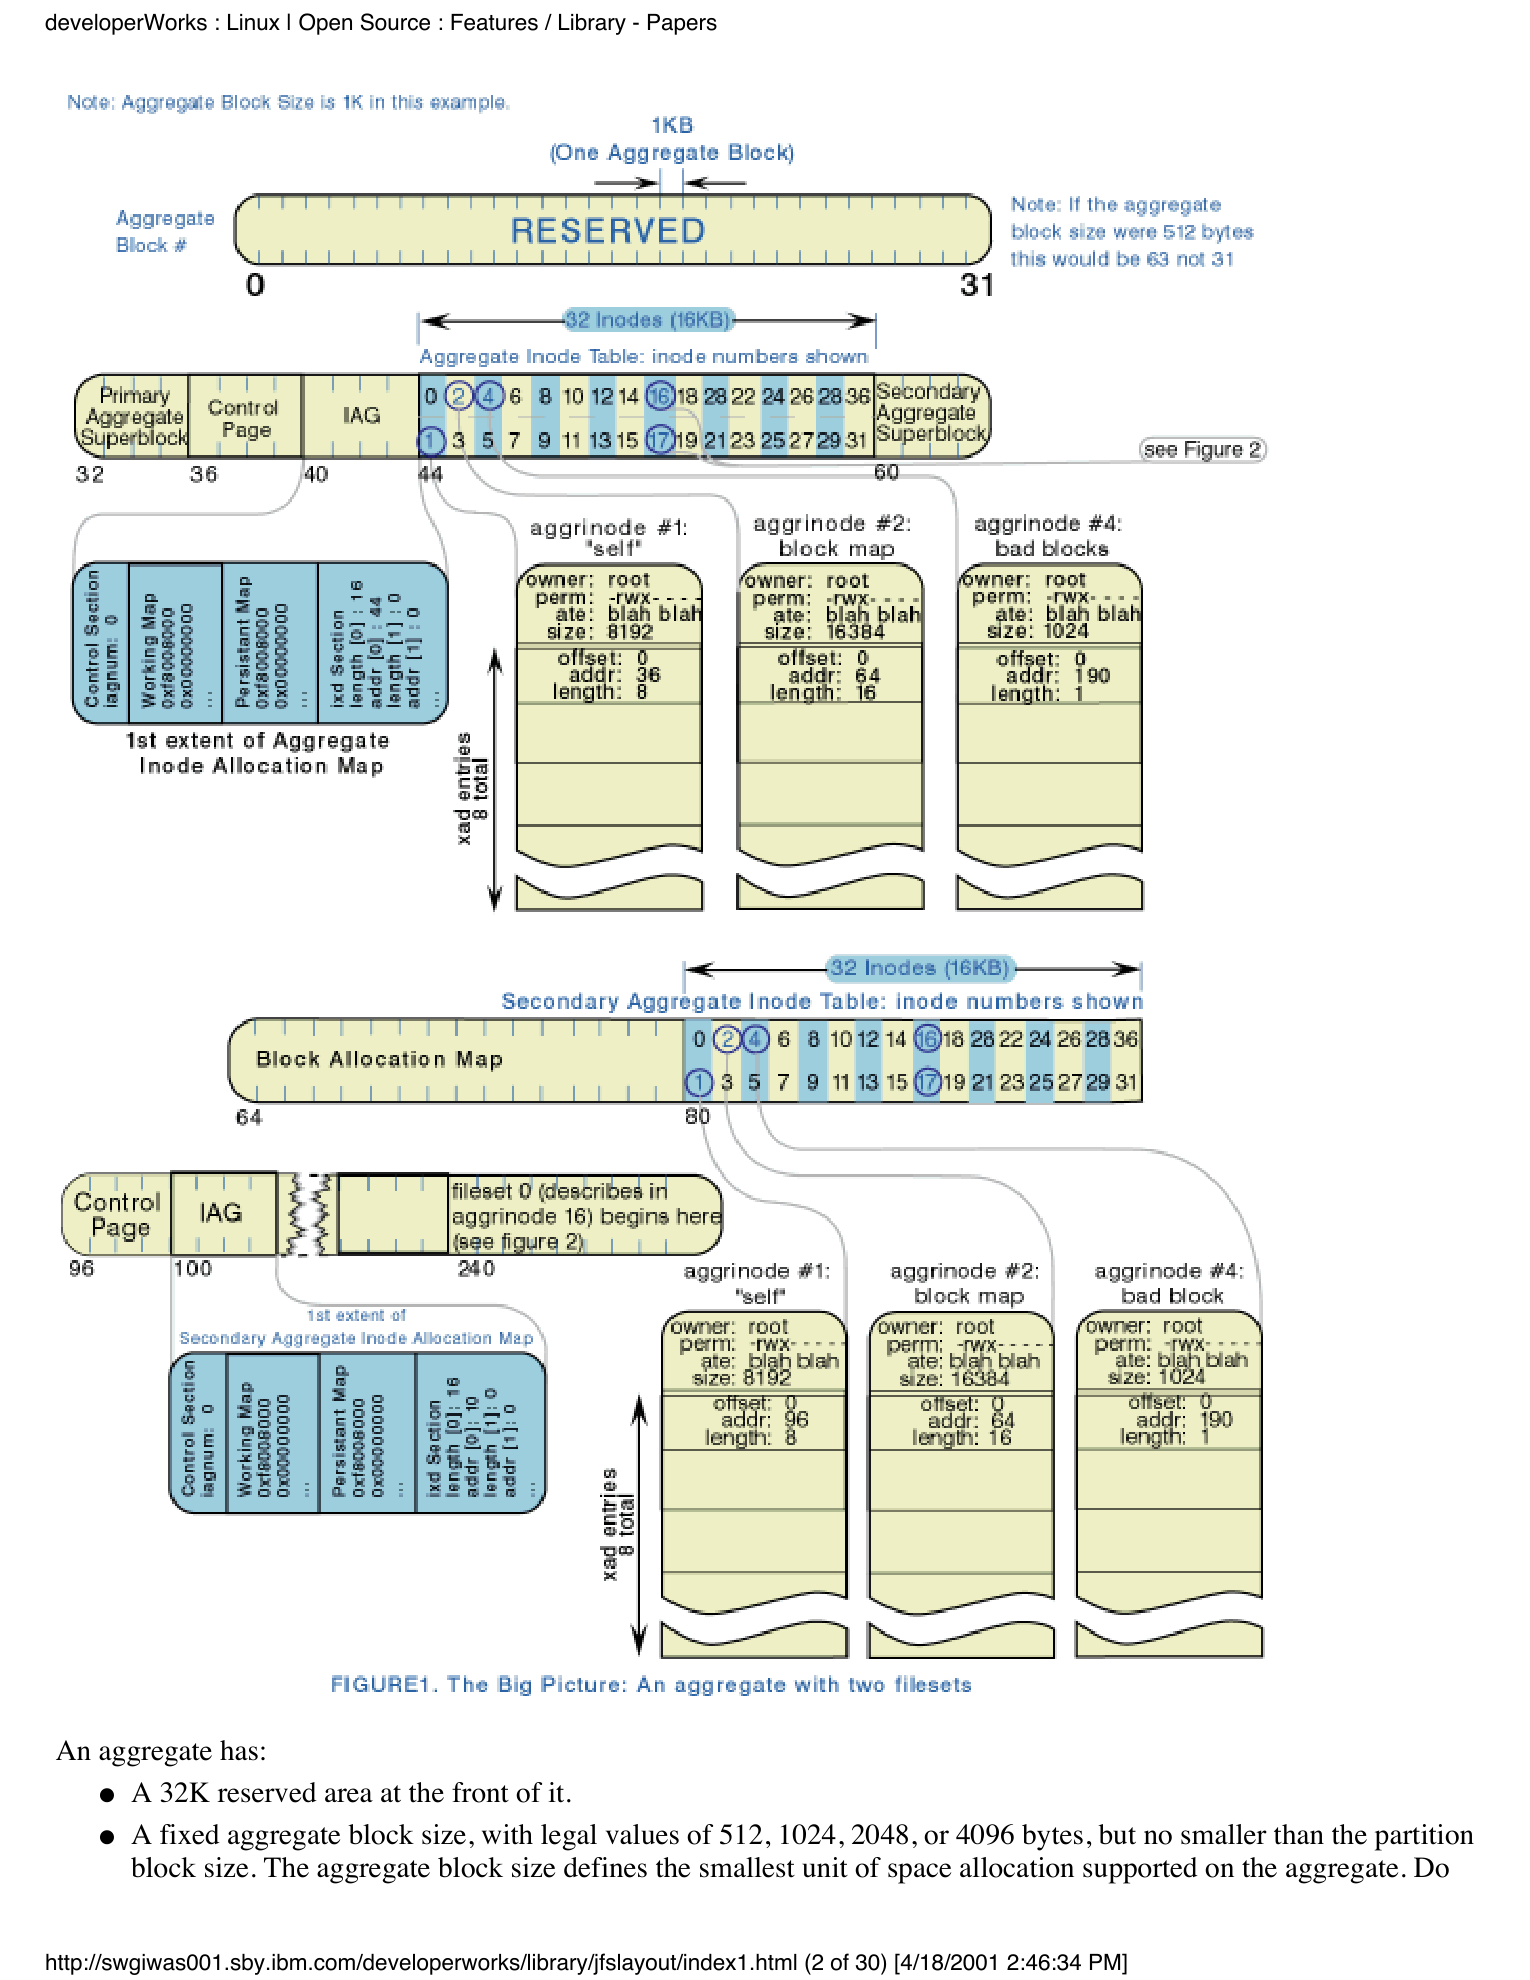 developerWorks : Linux | Open Source : Features / Library - Papers
Note: Aggregate Block Size is 1K in this example.
1KB
(One Aggregate Block)
Aggregate
Block #
RESERVED
Note: If the aggregate
block size were 512 bytes
this would be 63 not 31
0
31
32 Inodes (16KB)
Aggregate Inode Table: inode numbers shown
Primary
Aggregate
Superblock
Control
Page
IAG
0 2 4 6 8 10 12 14 16 18 28 22 24 26 28 36
1 3 5 7 9 11 13 15 17 19 21 23 25 27 29 31
Secondary
Aggregate
Superblock
see Figure 2
32
36
40
44
60
Control Section
iagnum: 0
Working Map
0xf8008000
0x00000000
...
Persistant Map
0xf8008000
0x00000000
...
ixd Section
length [0] : 16
addr [0] : 44
length [1] : 0
addr [1] : 0
...
1st extent of Aggregate
Inode Allocation Map
xad entries
8 total
aggrinode #1:
"self"
owner: root
perm: -rwx- - - -
ate: blah blah
size: 8192
offset: 0
addr: 36
length: 8
aggrinode #2:
block map
owner: root
perm: -rwx- - - -
ate: blah blah
size: 16384
offset: 0
addr: 64
length: 16
aggrinode #4:
bad blocks
owner: root
perm: -rwx- - - -
ate: blah blah
size: 1024
offset: 0
addr: 190
length: 1
32 Inodes (16KB)
Secondary Aggregate Inode Table: inode numbers shown
Block Allocation Map
0 2 4 6 8 10 12 14 16 18 28 22 24 26 28 36
1 3 5 7 9 11 13 15 17 19 21 23 25 27 29 31
64
80
Control
Page
IAG
fileset 0 (describes in
aggrinode 16) begins here
(see figure 2)
96
100
240
1st extent of
Secondary Aggregate Inode Allocation Map
Control Section
iagnum: 0
Working Map
0xf8008000
0x00000000
...
Persistant Map
0xf8008000
0x00000000
...
ixd Section
length [0]: 16
addr [0]: 10
length [1]: 0
addr [1]: 0
...
xad entries
8 total
aggrinode #1:
"self"
owner: root
perm: -rwx- - - - -
ate: blah blah
size: 8192
offset: 0
addr: 96
length: 8
aggrinode #2:
block map
owner: root
perm: -rwx- - - - -
ate: blah blah
size: 16384
offset: 0
addr: 64
length: 16
aggrinode #4:
bad block
owner: root
perm: -rwx- - - - -
ate: blah blah
size: 1024
offset: 0
addr: 190
length: 1
FIGURE1. The Big Picture: An aggregate with two filesets
An aggregate has:
● A 32K reserved area at the front of it.
● A fixed aggregate block size, with legal values of 512, 1024, 2048, or 4096 bytes, but no smaller than the partition
block size. The aggregate block size defines the smallest unit of space allocation supported on the aggregate. Do
http://swgiwas001.sby.ibm.com/developerworks/library/jfslayout/index1.html (2 of 30) [4/18/2001 2:46:34 PM]